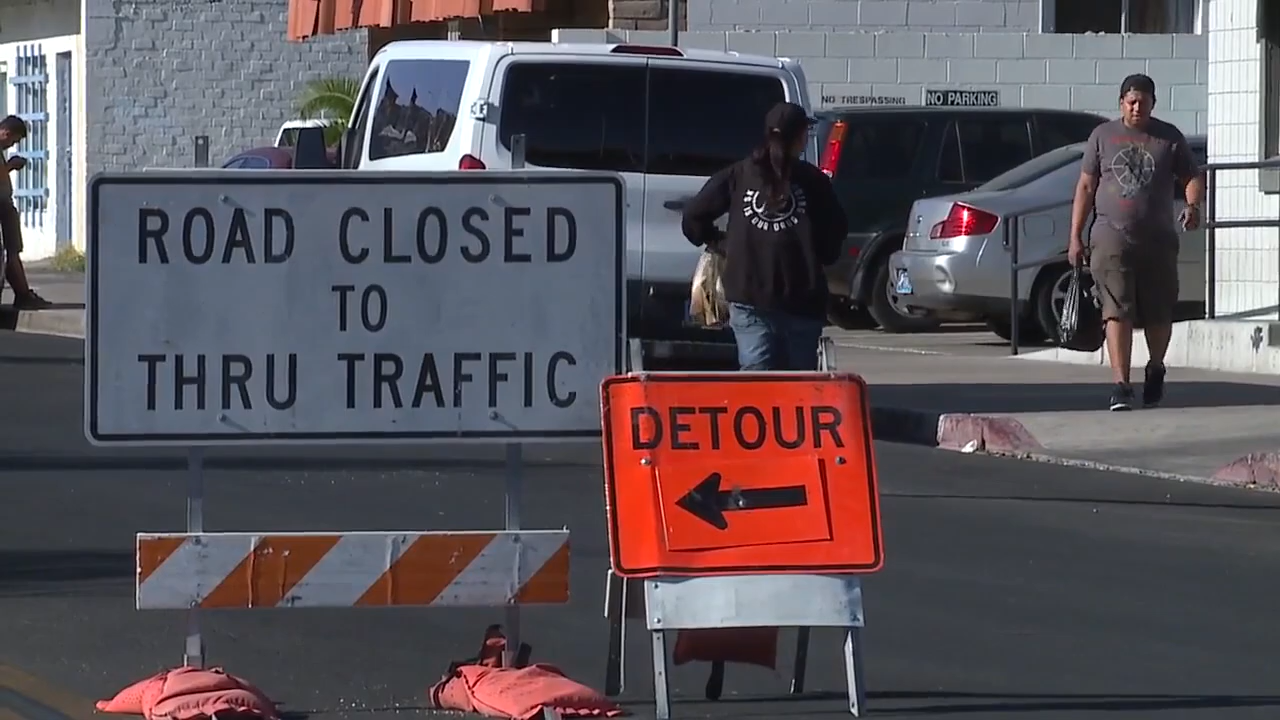 NO TRESPASSING
NO PARKING
ROAD CLOSED
TO
THRU TRAFFIC
DETOUR